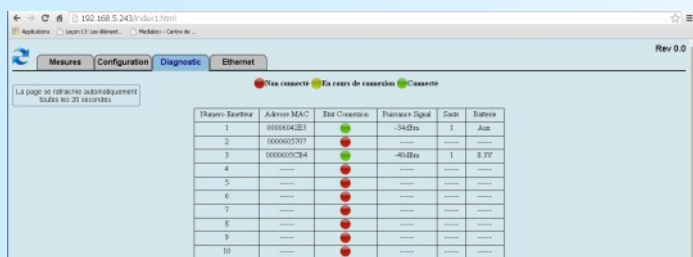 192.168.5.243/index1.html
Applications Leçon 13: Les élément... Mediabox - Centre de ...
Rev 0.0
Mesures Configuration Diagnostic Ethernet
Non connecté En cours de connexion Connecté
La page se rafraichie automatiquement
toutes les 20 secondes.
Numero Emetteur Adresse MAC Etat Connexion Puissance Signal Sauts Batterie
1 00006042E3 -34dBm 1 Aux
2 0000605707 ----- ----- -----
3 0000605CB4 -40dBm 1 8.3V
4 ----- ----- ----- -----
5 ----- ----- ----- -----
6 ----- ----- ----- -----
7 ----- ----- ----- -----
8 ----- ----- ----- -----
9 ----- ----- ----- -----
10 ----- ----- ----- -----